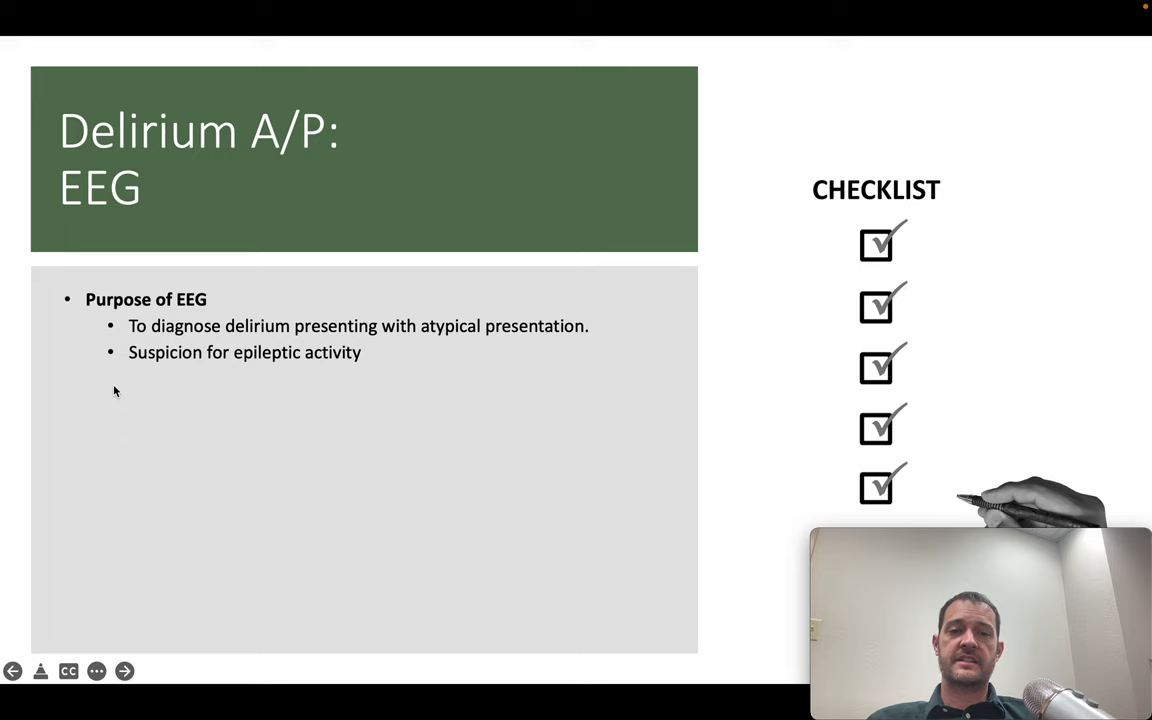 Delirium A/P:
EEG
CHECKLIST
• Purpose of EEG
• To diagnose delirium presenting with atypical presentation.
• Suspicion for epileptic activity
CC